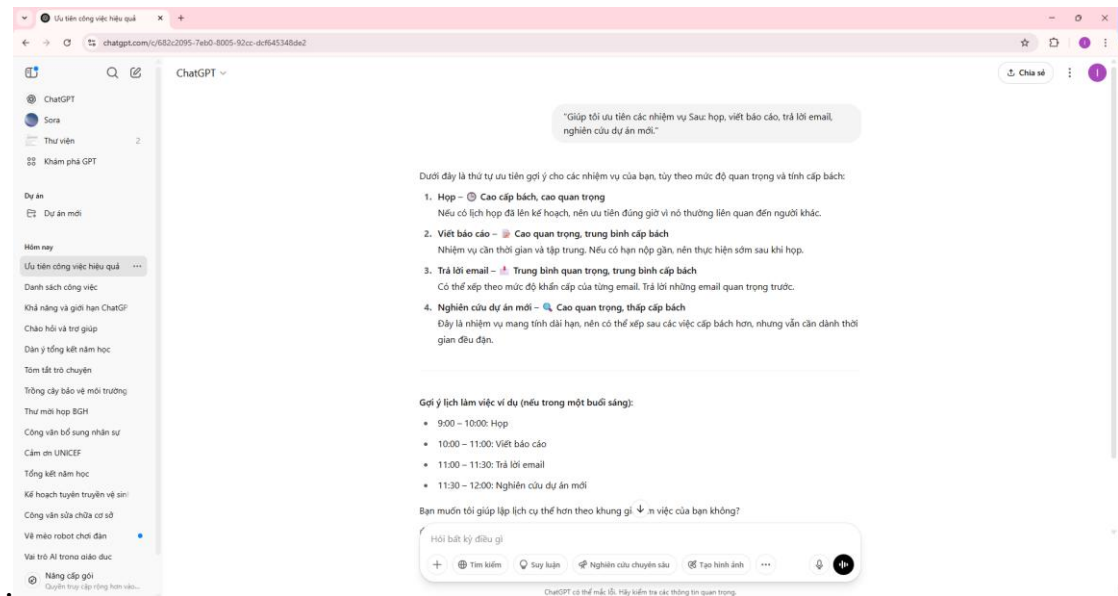 Ưu tiên công việc hiệu quả
chatgpt.com/c/682c2095-7eb0-8005-92cc-dcf645348de2
ChatGPT
Chia sẻ
I
ChatGPT
Sora
Thư viện 2
Khám phá GPT
Dự án
Dự án mới
Hôm nay
Ưu tiên công việc hiệu quả
Danh sách công việc
Khả năng và giới hạn ChatGP
Chào hỏi và trợ giúp
Dàn ý tổng kết năm học
Tóm tắt trò chuyện
Trồng cây bảo vệ môi trường
Thư mời họp BGH
Công văn bổ sung nhân sự
Cảm ơn UNICEF
Tổng kết năm học
Kế hoạch tuyên truyền vệ sinh
Công văn sửa chữa cơ sở
Vẽ mèo robot chơi đàn
Vai trò AI trong giáo dục
Nâng cấp gói
Quyền truy cập rộng hơn vào...
"Giúp tôi ưu tiên các nhiệm vụ Sau: họp, viết báo cáo, trả lời email,
nghiên cứu dự án mới."
Dưới đây là thứ tự ưu tiên gợi ý cho các nhiệm vụ của bạn, tùy theo mức độ quan trọng và tính cấp bách:
1. Họp – 🕒 Cao cấp bách, cao quan trọng
Nếu có lịch họp đã lên kế hoạch, nên ưu tiên đúng giờ vì nó thường liên quan đến người khác.
2. Viết báo cáo – 📝 Cao quan trọng, trung bình cấp bách
Nhiệm vụ cần thời gian và tập trung. Nếu có hạn nộp gần, nên thực hiện sớm sau khi họp.
3. Trả lời email – 📩 Trung bình quan trọng, trung bình cấp bách
Có thể xếp theo mức độ khẩn cấp của từng email. Trả lời những email quan trọng trước.
4. Nghiên cứu dự án mới – 🔍 Cao quan trọng, thấp cấp bách
Đây là nhiệm vụ mang tính dài hạn, nên có thể xếp sau các việc cấp bách hơn, nhưng vẫn cần dành thời
gian đều đặn.
Gợi ý lịch làm việc ví dụ (nếu trong một buổi sáng):
• 9:00 – 10:00: Họp
• 10:00 – 11:00: Viết báo cáo
• 11:00 – 11:30: Trả lời email
• 11:30 – 12:00: Nghiên cứu dự án mới
Bạn muốn tôi giúp lập lịch cụ thể hơn theo khung việc của bạn không?
Hỏi bất kỳ điều gì
Tìm kiếm Suy luận Nghiên cứu chuyên sâu Tạo hình ảnh
ChatGPT có thể mắc lỗi. Hãy kiểm tra các thông tin quan trọng.